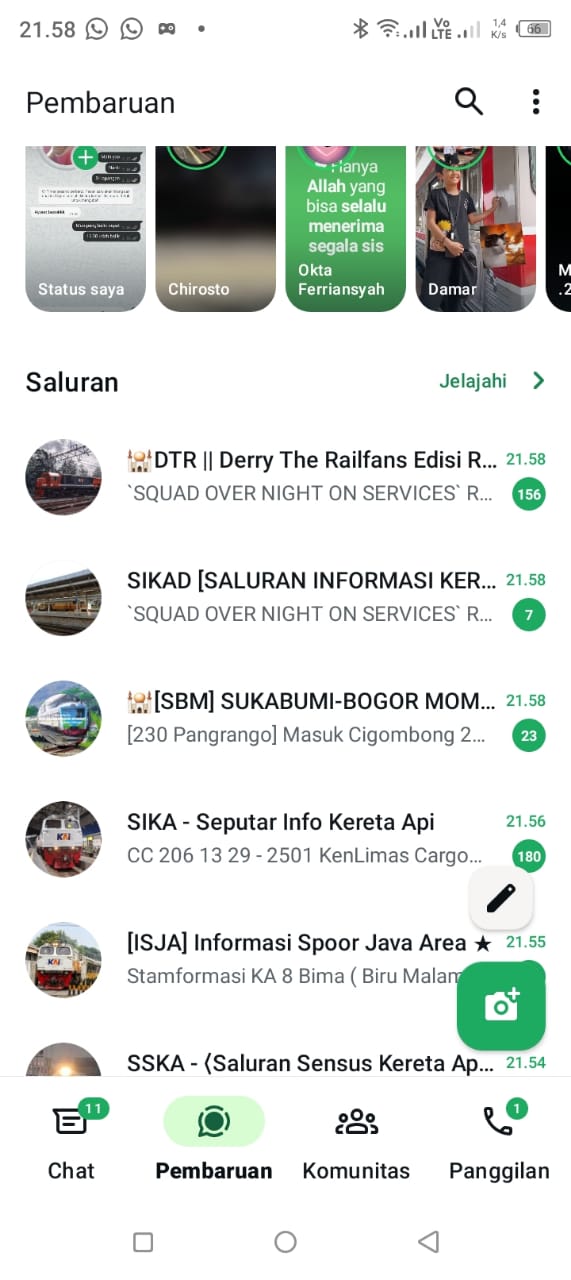 21.58
Vo
LTE
1,4
K/s
66
Pembaruan
Status saya
Chirosto
Hanya
Allah yang
bisa selalu
menerima
segala sis
Okta
Ferriansyah
Damar
M
.2
Saluran
Jelajahi
DTR || Derry The Railfans Edisi R... 21.58
`SQUAD OVER NIGHT ON SERVICES` R... 156
SIKAD [SALURAN INFORMASI KER... 21.58
`SQUAD OVER NIGHT ON SERVICES` R... 7
[SBM] SUKABUMI-BOGOR MOM... 21.58
[230 Pangrango] Masuk Cigombong 2... 23
SIKA - Seputar Info Kereta Api 21.56
CC 206 13 29 - 2501 KenLimas Cargo... 180
[ISJA] Informasi Spoor Java Area ★ 21.55
Stamformasi KA 8 Bima ( Biru Malam
SSKA - (Saluran Sensus Kereta Ap... 21.54
11
1
Chat
Pembaruan
Komunitas
Panggilan